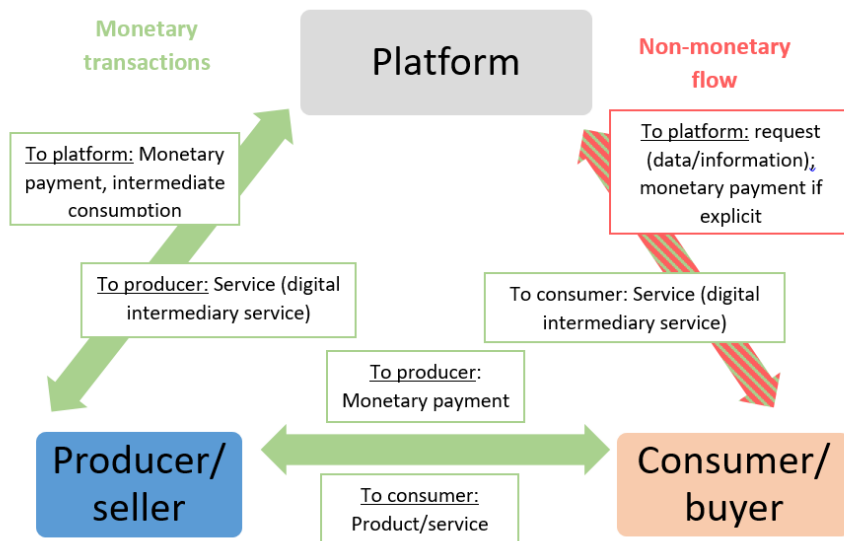 Monetary
transactions
Platform
Non-monetary
flow
To platform: Monetary
payment, intermediate
consumption
To platform: request
(data/information);
monetary payment if
explicit
To producer: Service (digital
intermediary service)
To consumer: Service (digital
intermediary service)
To producer:
Monetary payment
Producer/
seller
Consumer/
buyer
To consumer:
Product/service